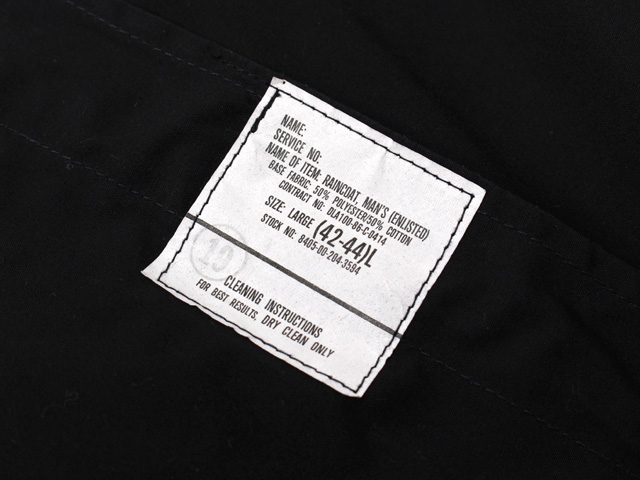 NAME:
SERVICE NO:
NAME OF ITEM: RAINCOAT, MAN'S (ENLISTED)
BASE FABRIC: 50% POLYESTER/50% COTTON
CONTRACT NO: DLA100-86-C-0414
SIZE: LARGE (42-44)L
STOCK NO: 8405-00-204-3594
19
CLEANING INSTRUCTIONS
FOR BEST RESULTS, DRY CLEAN ONLY